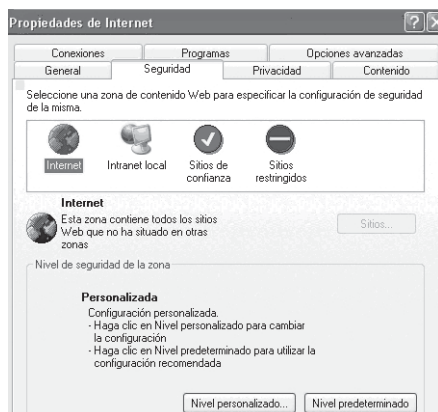 Propiedades de Internet
Conexiones Programas Opciones avanzadas
General Seguridad Privacidad Contenido
Seleccione una zona de contenido Web para especificar la configuración de seguridad
de la misma.
Internet Intranet local Sitios de confianza Sitios restringidos
Internet
Esta zona contiene todos los sitios
Web que no ha situado en otras
zonas
Sitios...
Nivel de seguridad de la zona
Personalizada
Configuración personalizada.
- Haga clic en Nivel personalizado para cambiar
la configuración
- Haga clic en Nivel predeterminado para utilizar la
configuración recomendada
Nivel personalizado... Nivel predeterminado